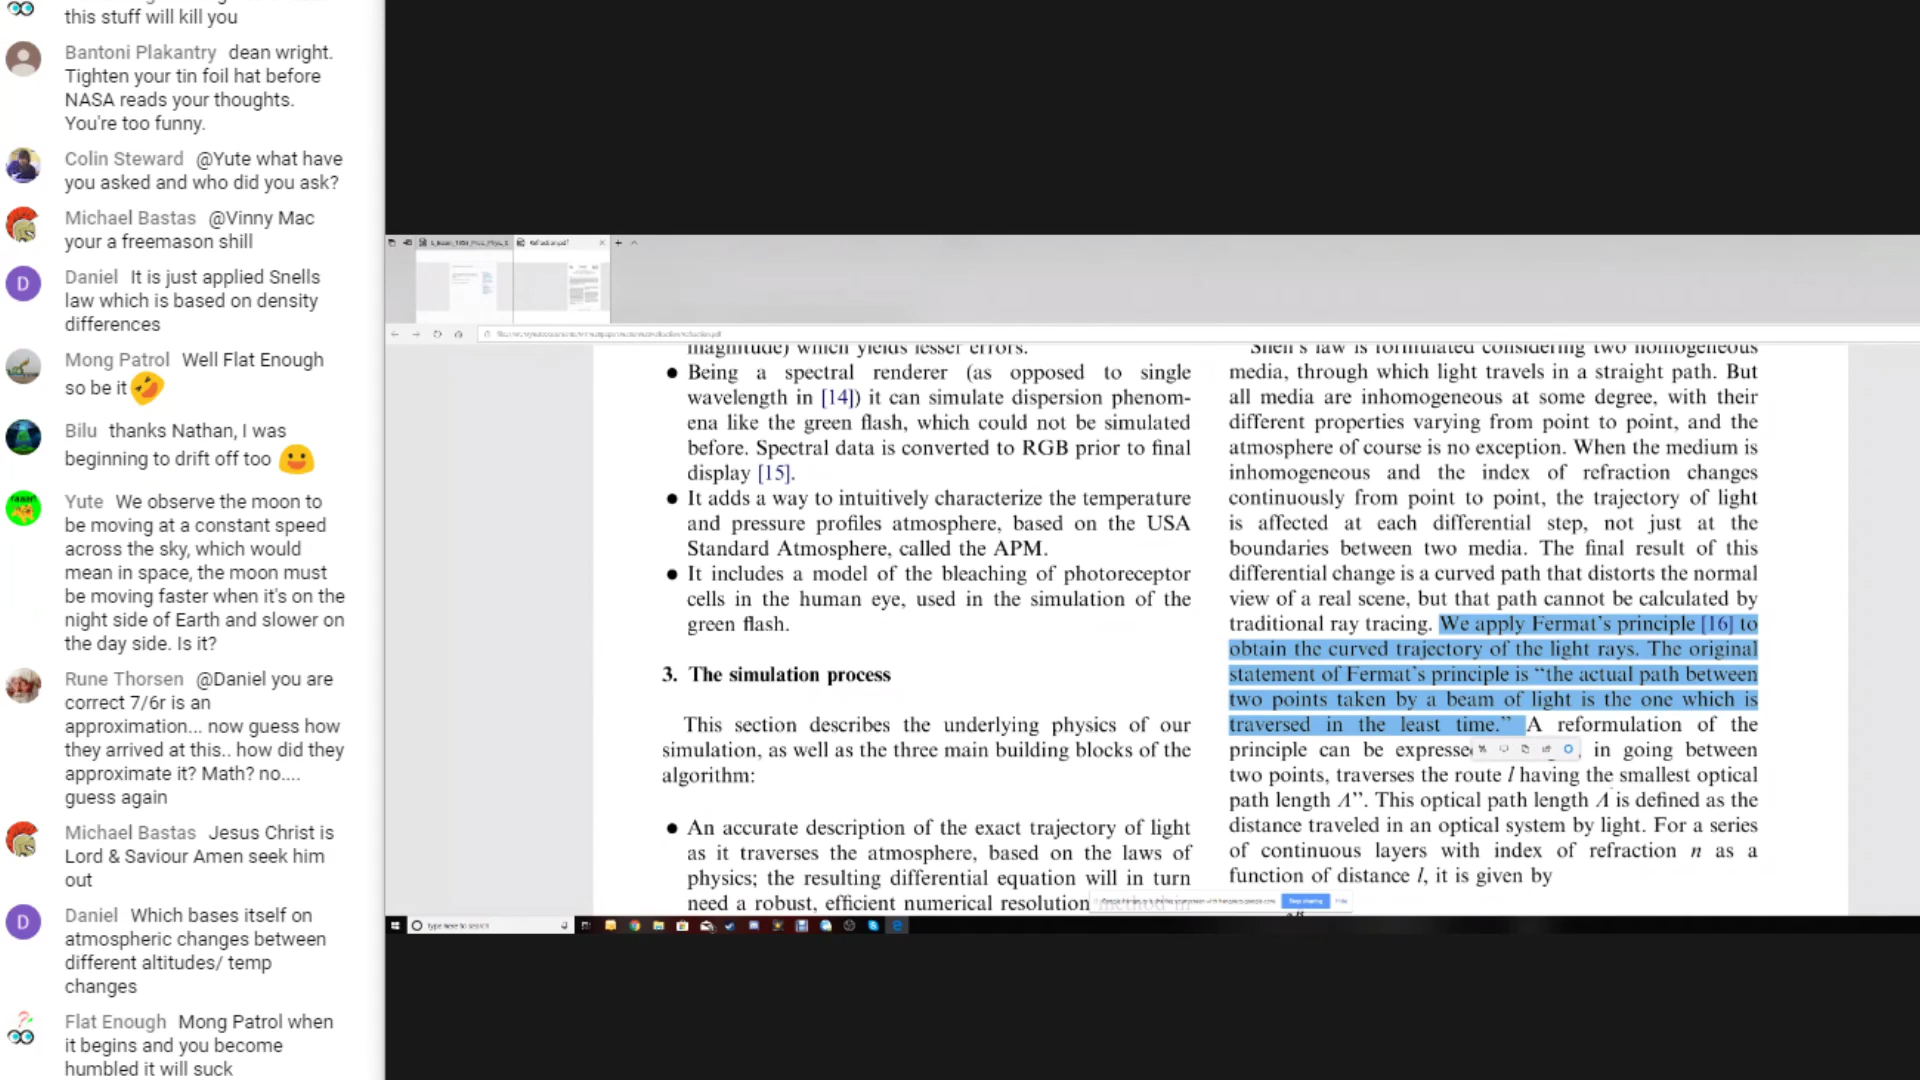 this stuff will kill you
Bantoni Plakantry dean wright.
Tighten your tin foil hat before
NASA reads your thoughts.
You're too funny.
Colin Steward @Yute what have
you asked and who did you ask?
Michael Bastas @Vinny Mac
your a freemason shill
D
Daniel It is just applied Snells
law which is based on density
differences
Mong Patrol Well Flat Enough
so be it
Bilu thanks Nathan, I was
beginning to drift off too
Yute We observe the moon to
be moving at a constant speed
across the sky, which would
mean in space, the moon must
be moving faster when it's on the
night side of Earth and slower on
the day side. Is it?
Rune Thorsen @Daniel you are
correct 7/6r is an
approximation... now guess how
they arrived at this.. how did they
approximate it? Math? no....
guess again
Michael Bastas Jesus Christ is
Lord & Saviour Amen seek him
out
D
Daniel Which bases itself on
atmospheric changes between
different altitudes/ temp
changes
Flat Enough Mong Patrol when
it begins and you become
humbled it will suck
Refraction.pdf
magnitude) which yields lesser errors.
● Being a spectral renderer (as opposed to single
wavelength in [14]) it can simulate dispersion phenom-
ena like the green flash, which could not be simulated
before. Spectral data is converted to RGB prior to final
display [15].
● It adds a way to intuitively characterize the temperature
and pressure profiles atmosphere, based on the USA
Standard Atmosphere, called the APM.
● It includes a model of the bleaching of photoreceptor
cells in the human eye, used in the simulation of the
green flash.
3. The simulation process
This section describes the underlying physics of our
simulation, as well as the three main building blocks of the
algorithm:
● An accurate description of the exact trajectory of light
as it traverses the atmosphere, based on the laws of
physics; the resulting differential equation will in turn
need a robust, efficient numerical resolution method in
Snell's law is formulated considering two homogeneous
media, through which light travels in a straight path. But
all media are inhomogeneous at some degree, with their
different properties varying from point to point, and the
atmosphere of course is no exception. When the medium is
inhomogeneous and the index of refraction changes
continuously from point to point, the trajectory of light
is affected at each differential step, not just at the
boundaries between two media. The final result of this
differential change is a curved path that distorts the normal
view of a real scene, but that path cannot be calculated by
traditional ray tracing. We apply Fermat's principle [16] to
obtain the curved trajectory of the light rays. The original
statement of Fermat's principle is “the actual path between
two points taken by a beam of light is the one which is
traversed in the least time.” A reformulation of the
principle can be expresse in going between
two points, traverses the route l having the smallest optical
path length Λ”. This optical path length Λ is defined as the
distance traveled in an optical system by light. For a series
of continuous layers with index of refraction n as a
function of distance l, it is given by
Stop sharing
Hide
Type here to search